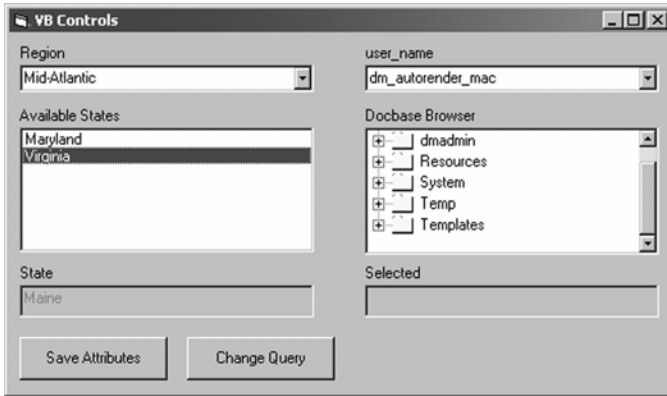 VB Controls
Region
Mid-Atlantic
user_name
dm_autorender_mac
Available States
Maryland
Virginia
Docbase Browser
dmadmin
Resources
System
Temp
Templates
State
Maine
Selected
Save Attributes
Change Query